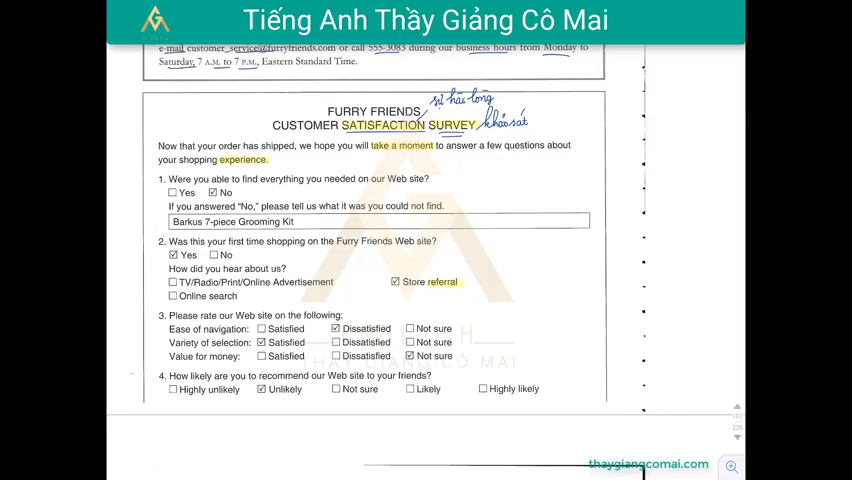 Tiếng Anh Thầy Giảng Cô Mai
e-mail customer_service@furryfriends.com or call 555-3083 during our business hours from Monday to
Saturday, 7 A.M. to 7 P.M., Eastern Standard Time.
sự hài lòng
FURRY FRIENDS
CUSTOMER SATISFACTION SURVEY khảo sát
Now that your order has shipped, we hope you will take a moment to answer a few questions about
your shopping experience.
1. Were you able to find everything you needed on our Web site?
☐ Yes ☑ No
If you answered "No," please tell us what it was you could not find.
Barkus 7-piece Grooming Kit
2. Was this your first time shopping on the Furry Friends Web site?
☑ Yes ☐ No
How did you hear about us?
☐ TV/Radio/Print/Online Advertisement ☑ Store referral
☐ Online search
3. Please rate our Web site on the following:
Ease of navigation: ☐ Satisfied ☑ Dissatisfied ☐ Not sure
Variety of selection: ☑ Satisfied ☐ Dissatisfied ☐ Not sure
Value for money: ☐ Satisfied ☐ Dissatisfied ☑ Not sure
THAY GIANG.CÔ MAI
4. How likely are you to recommend our Web site to your friends?
☐ Highly unlikely ☑ Unlikely ☐ Not sure ☐ Likely ☐ Highly likely
thaygiangcomai.com